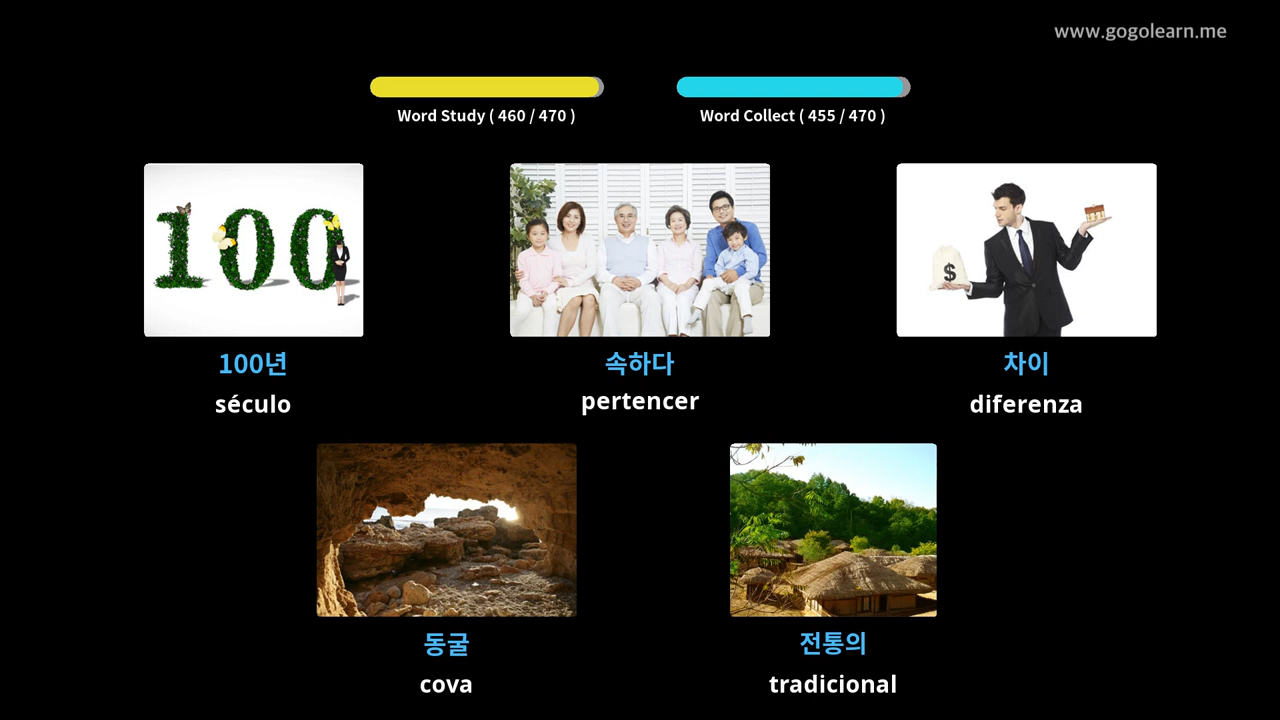 www.gogolearn.me
Word Study ( 460 / 470 )
Word Collect ( 455 / 470 )
100
$
100년
속하다
차이
século
pertencer
diferenza
동굴
전통의
cova
tradicional